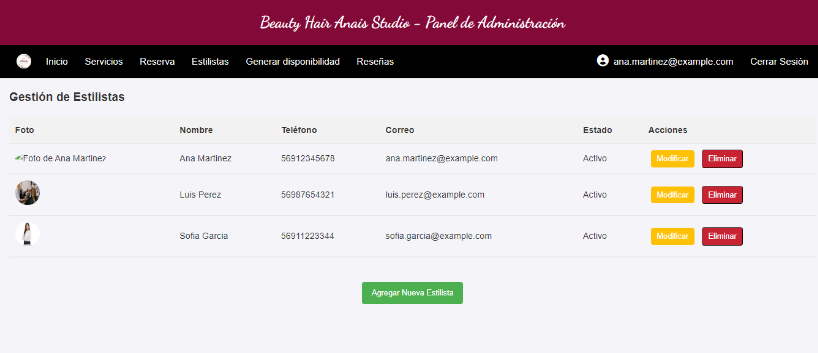 Beauty Hair Anais Studio - Panel de Administración
Inicio Servicios Reserva Estilistas Generar disponibilidad Reseñas ana.martinez@example.com Cerrar Sesión
Gestión de Estilistas
Foto Nombre Teléfono Correo Estado Acciones
Foto de Ana Martinez Ana Martinez 56912345678 ana.martinez@example.com Activo Modificar Eliminar
Luis Perez 56987654321 luis.perez@example.com Activo Modificar Eliminar
Sofia Garcia 56911223344 sofia.garcia@example.com Activo Modificar Eliminar
Agregar Nueva Estilista